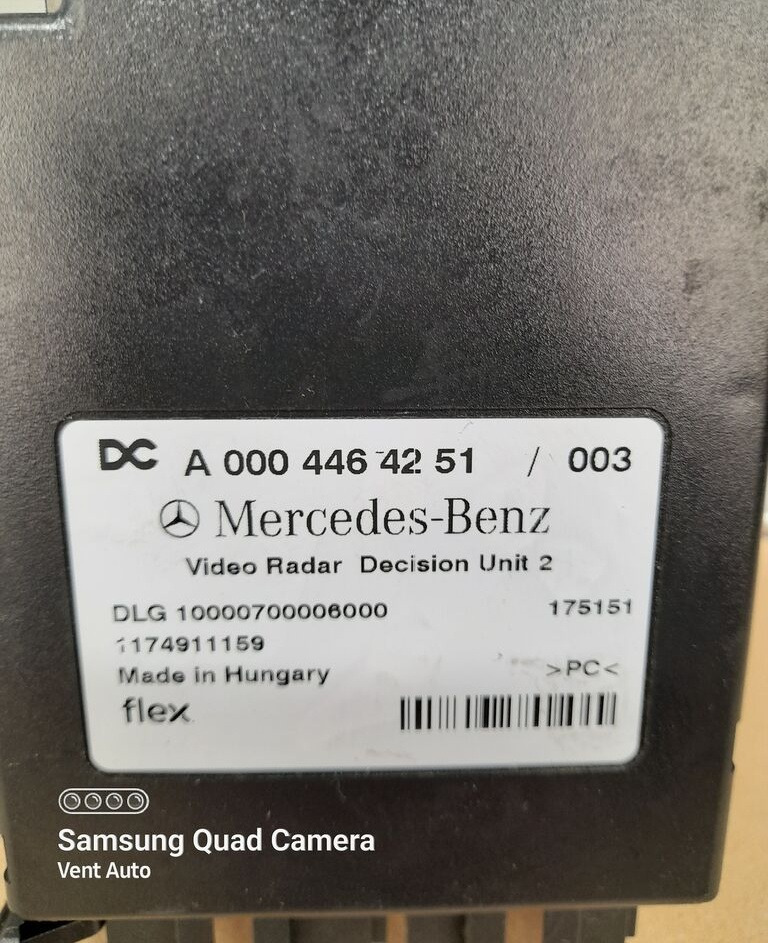 DC A 000 446 42 51 / 003
Mercedes-Benz
Video Radar Decision Unit 2
DLG 10000700006000 175151
1174911159
Made in Hungary >PC<
flex
Samsung Quad Camera
Vent Auto